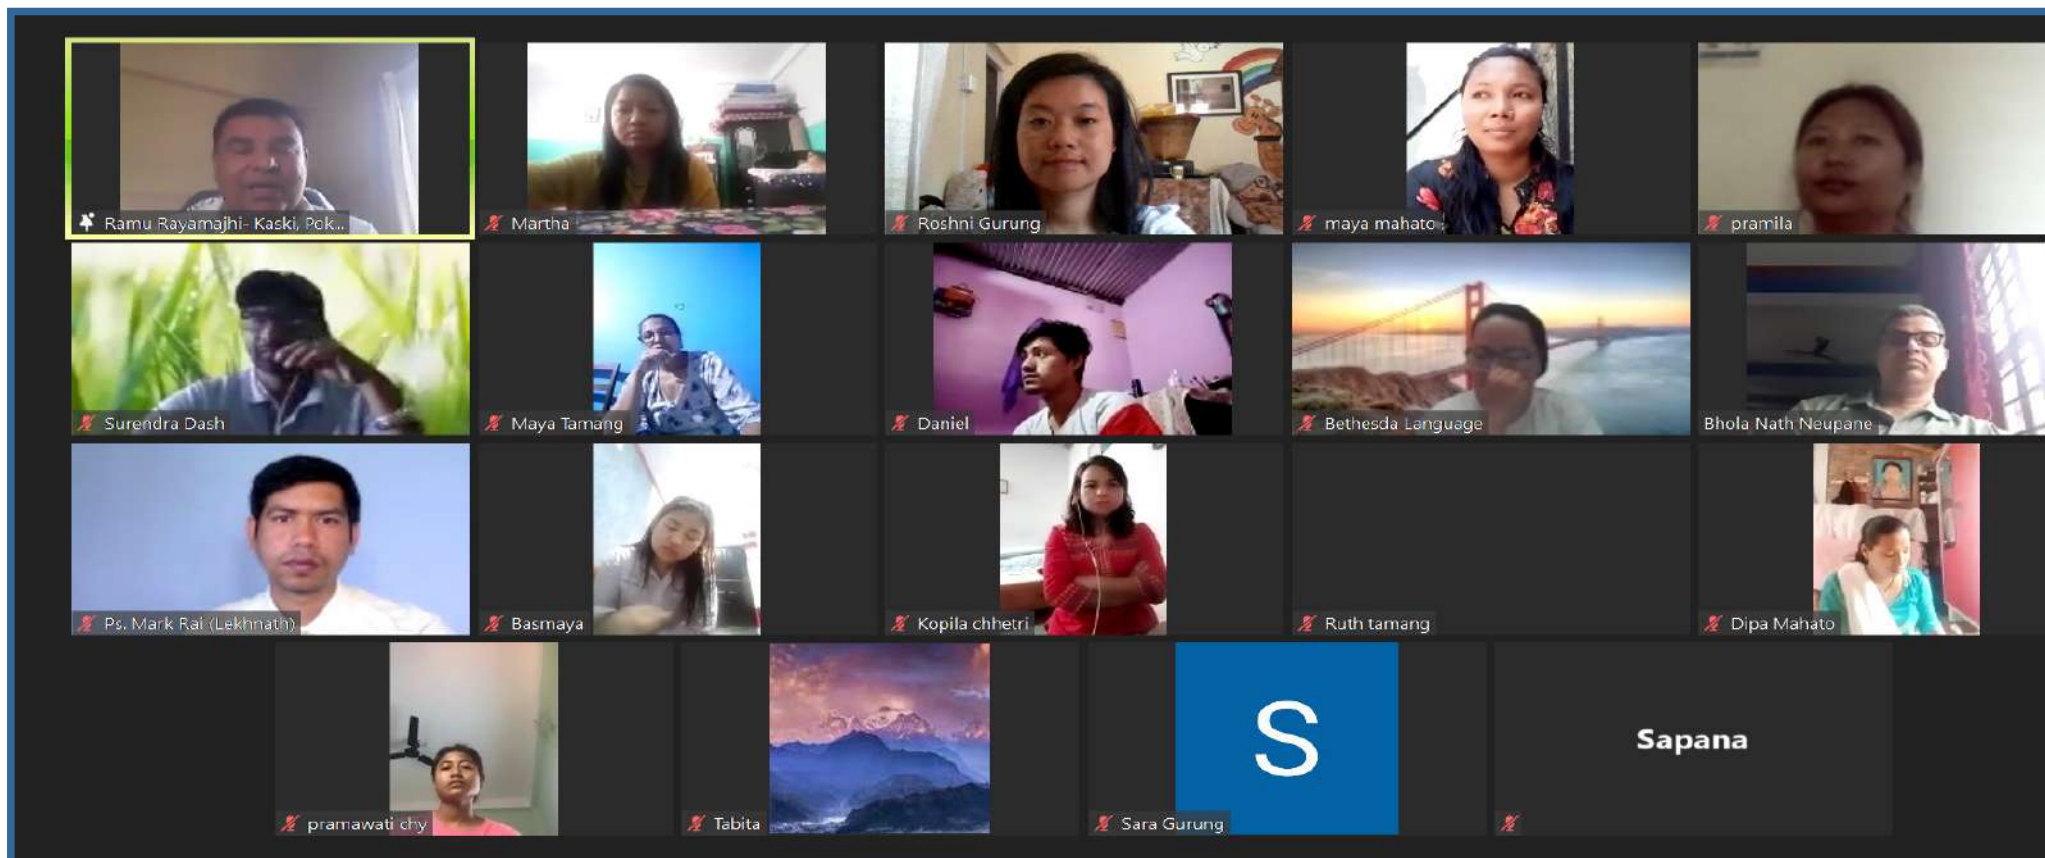 Ramu Rayamajhi- Kaski, Pok...
Martha
Roshni Gurung
maya mahato
pramila
Surendra Dash
Maya Tamang
Daniel
Bethesda Language
Bhola Nath Neupane
Ps. Mark Rai (Lekhnath)
Basmaya
Kopila chhetri
Ruth tamang
Dipa Mahato
pramawati chy
Tabita
S
Sara Gurung
Sapana